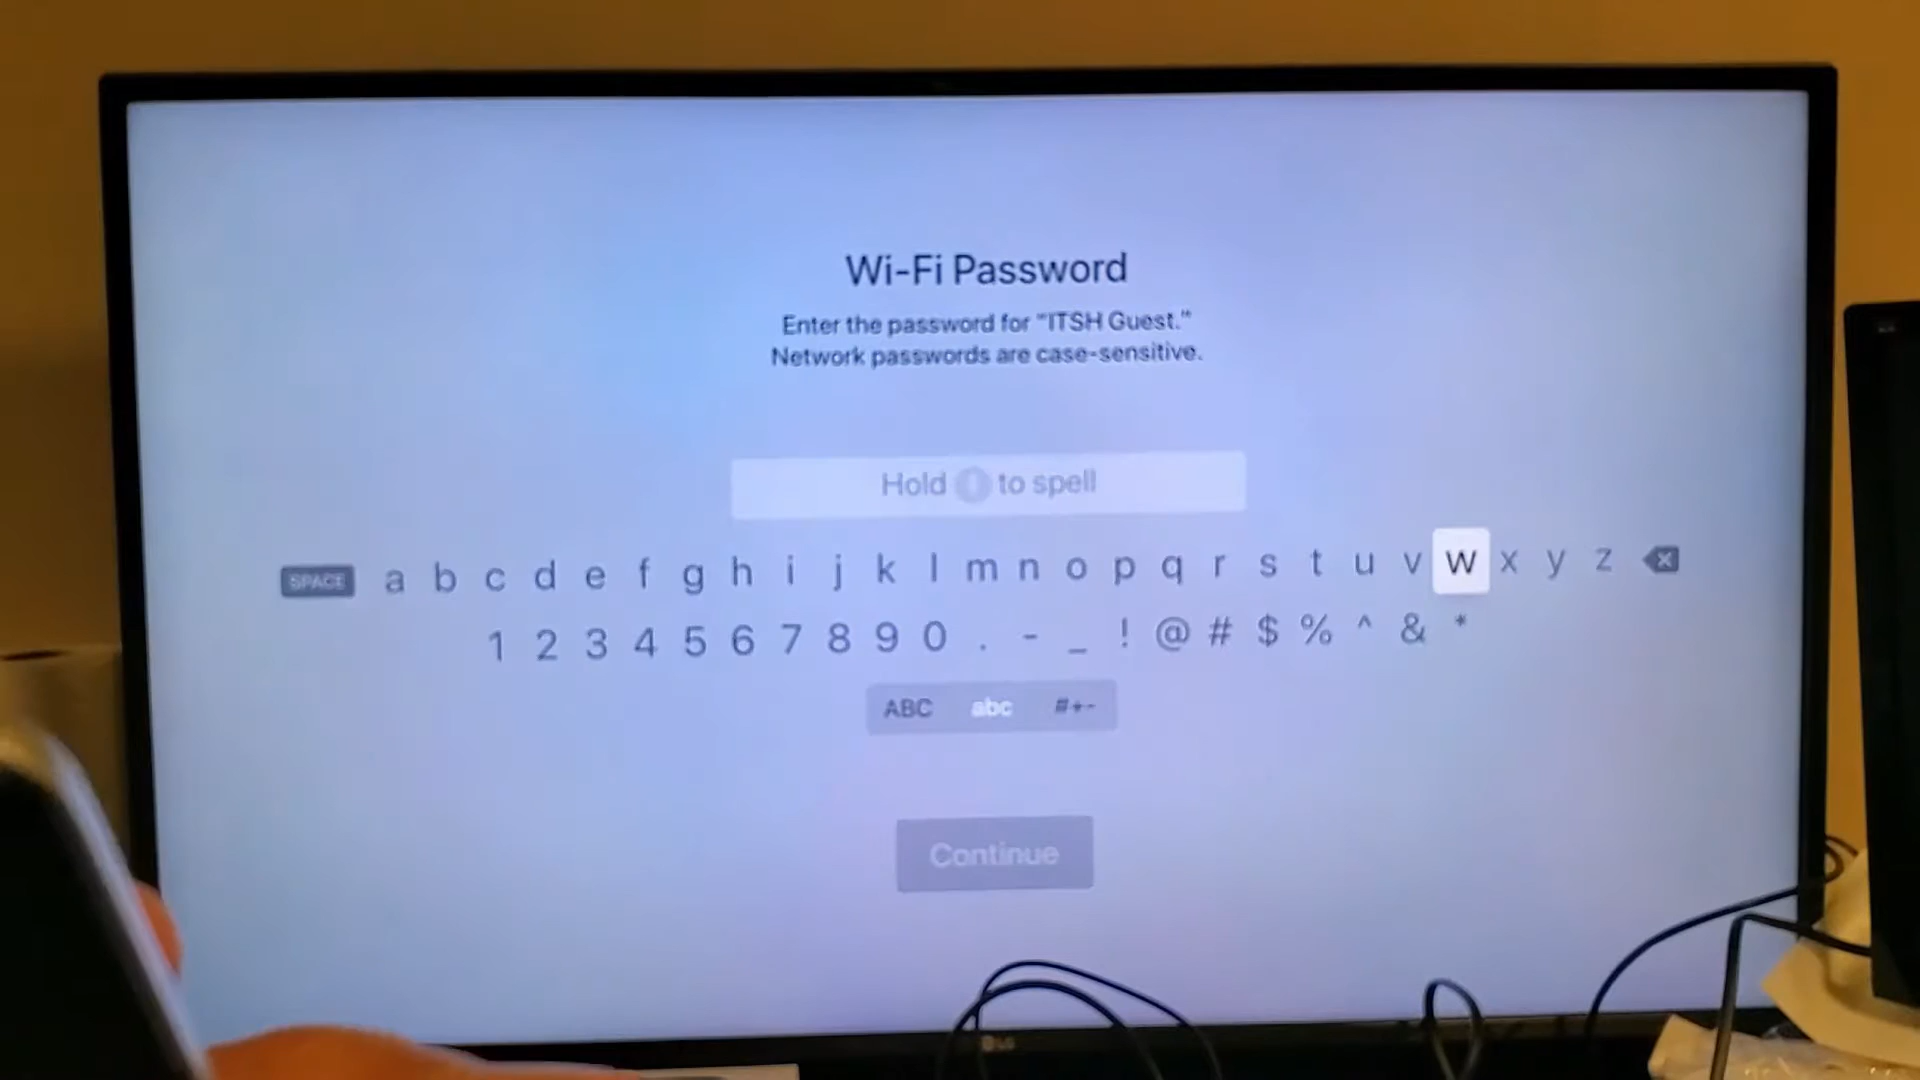 Wi-Fi Password
Enter the password for "ITSH Guest."
Network passwords are case-sensitive.
Hold to spell
SPACE a b c d e f g h i j k l m n o p q r s t u v w x y z
1 2 3 4 5 6 7 8 9 0 . - _ ! @ # $ % ^ & *
ABC abc #+-
Continue
LG